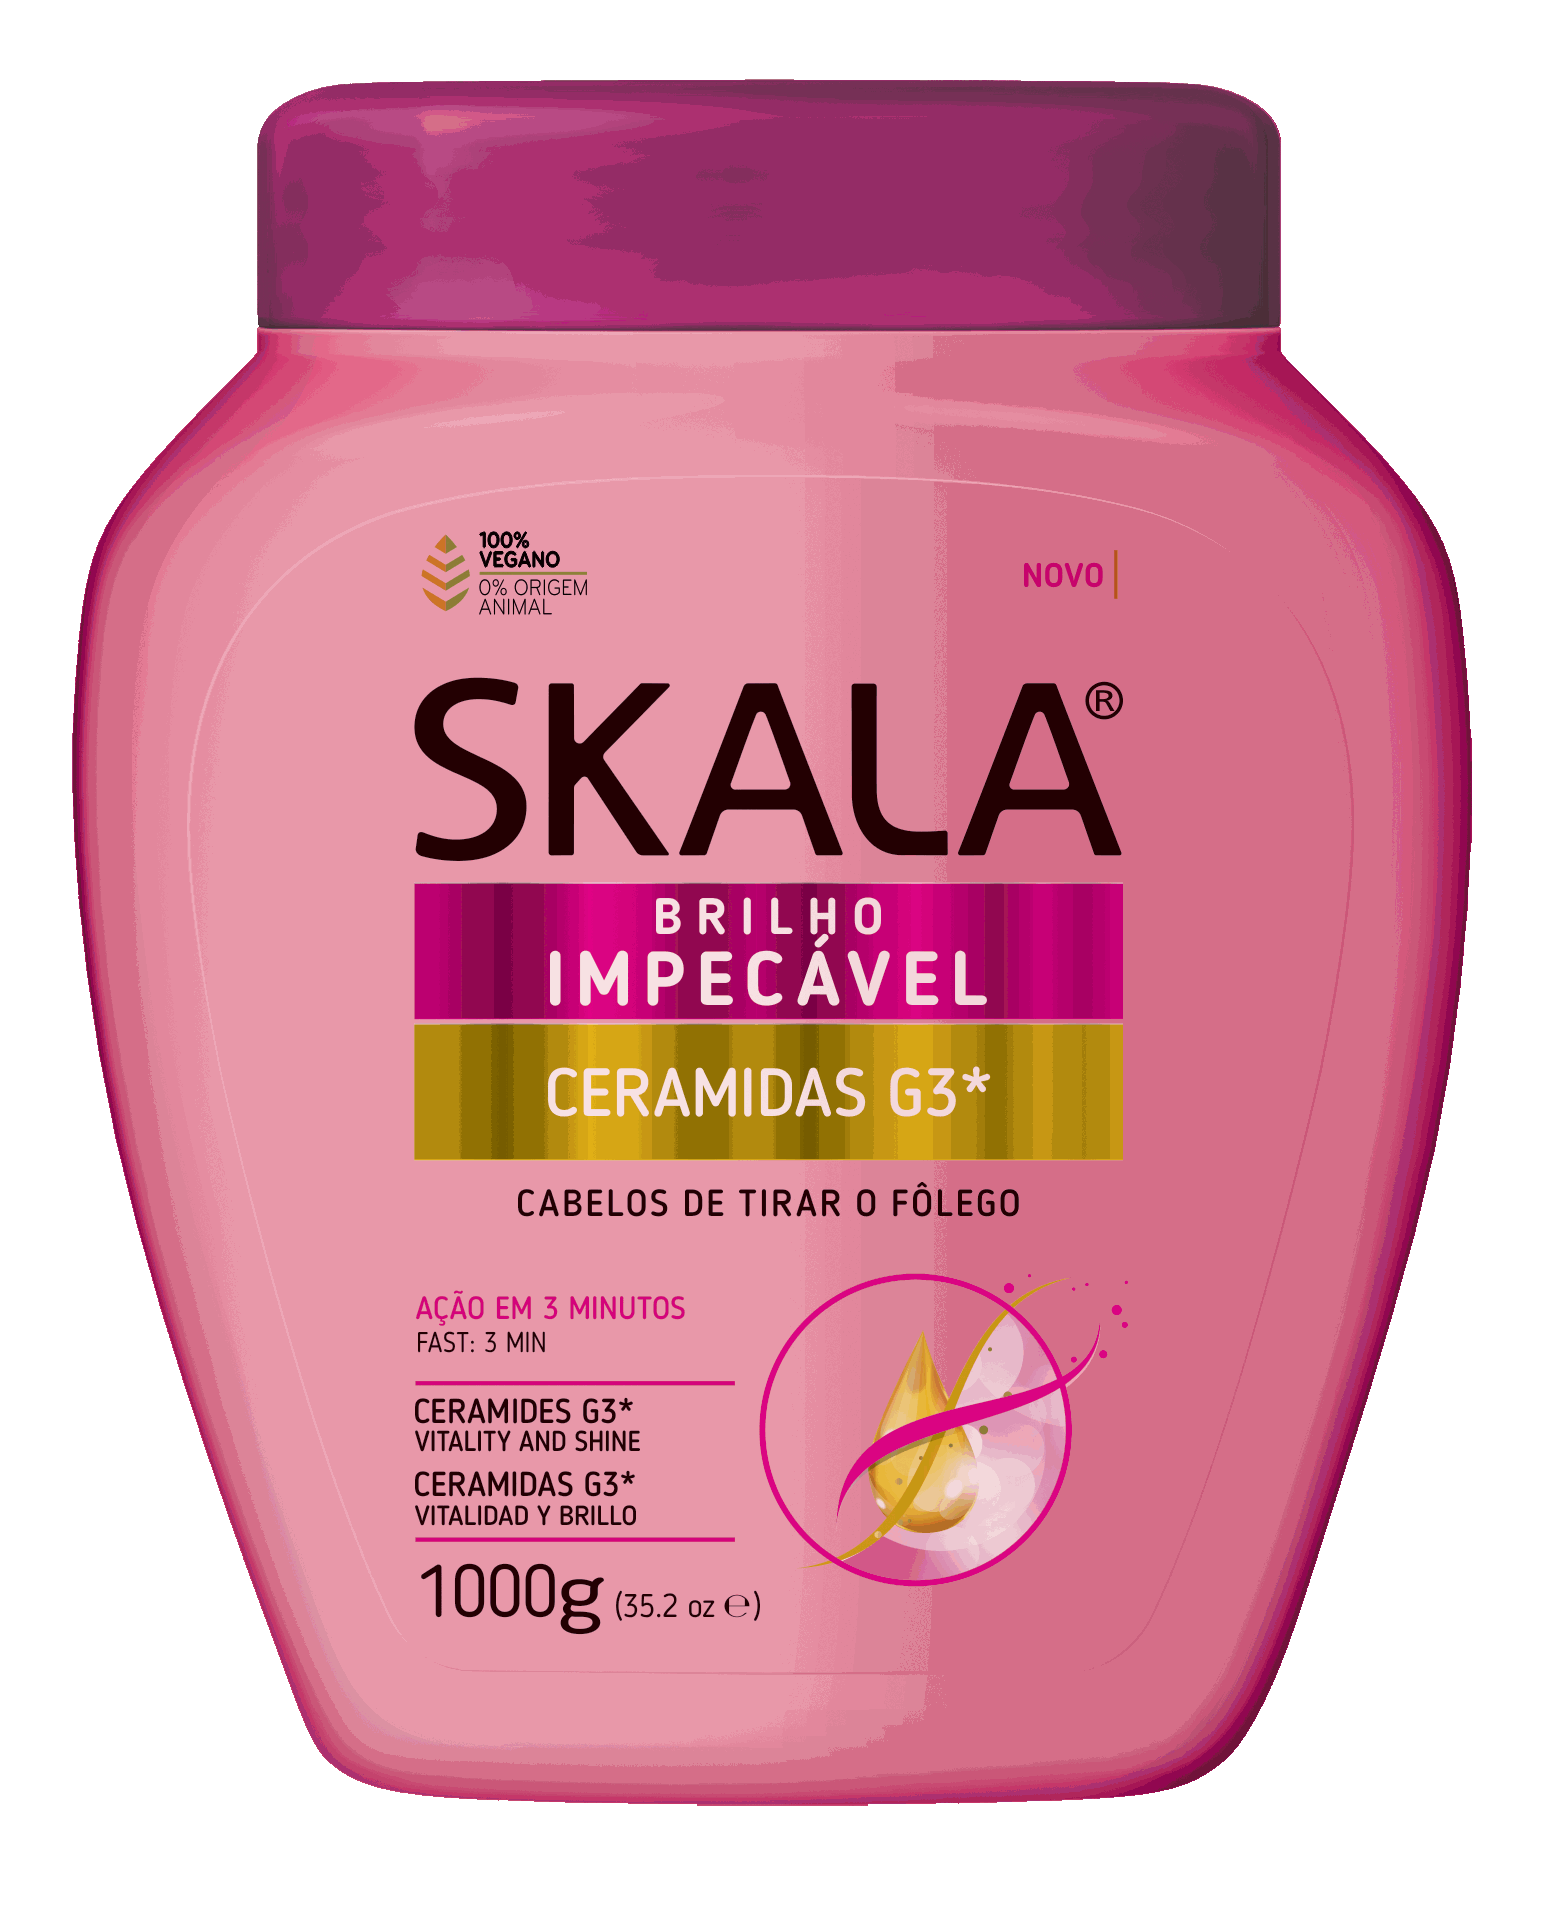 100%
VEGANO
0% ORIGEM
ANIMAL
NOVO
SKALA®
BRILHO
IMPECÁVEL
CERAMIDAS G3*
CABELOS DE TIRAR O FÔLEGO
AÇÃO EM 3 MINUTOS
FAST: 3 MIN
CERAMIDES G3*
VITALITY AND SHINE
CERAMIDAS G3*
VITALIDAD Y BRILLO
1000g (35.2 oz ℮)